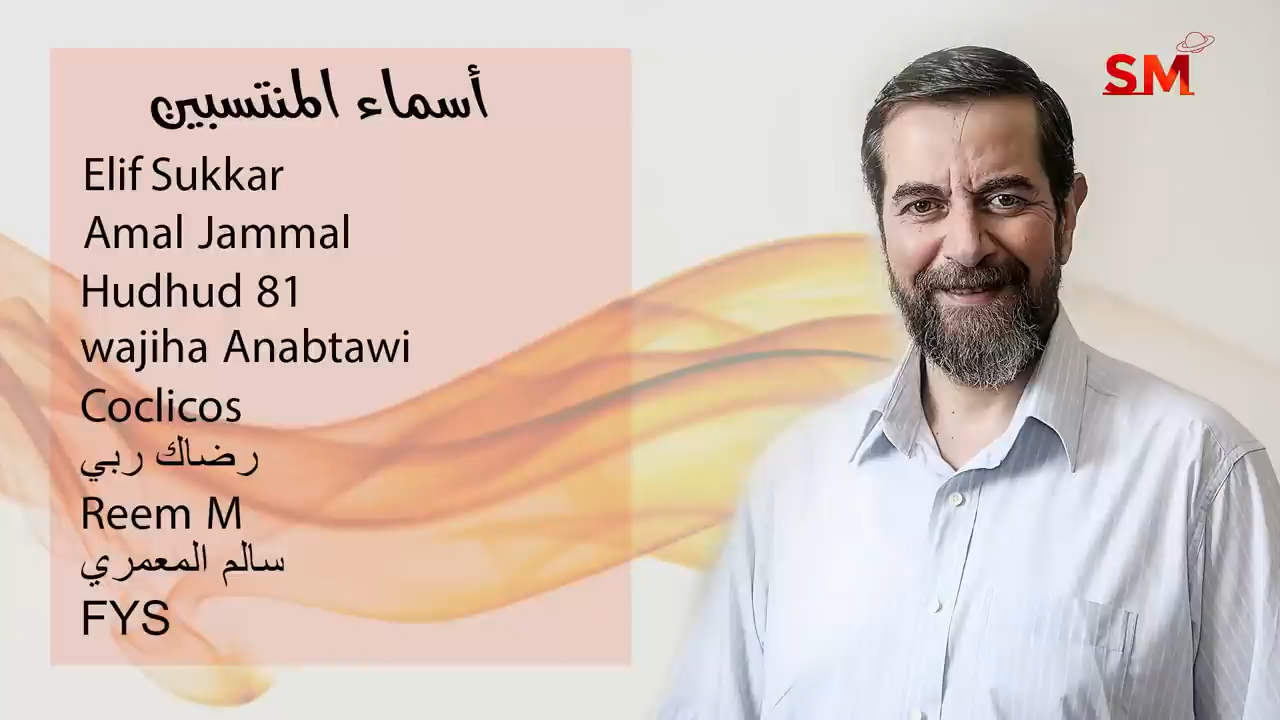 أسماء المنتسبين
Elif Sukkar
Amal Jammal
Hudhud 81
wajiha Anabtawi
Coclicos
رضاك ربي
Reem M
سالم المعمري
FYS
SM